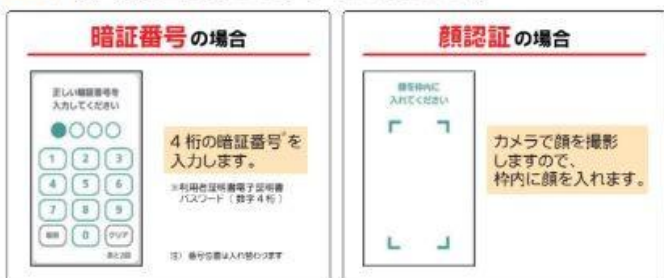 暗証番号の場合
正しい暗証番号を
入力してください
1 2 3
4 5 6
7 8 9
0 クリア
あと2回
4桁の暗証番号*を
入力します。
※利用者証明書電子証明書
パスワード（数字4桁）
注）番号位置は入れ替わります
顔認証の場合
顔を枠内に
入れてください
カメラで顔を撮影
しますので、
枠内に顔を入れます。